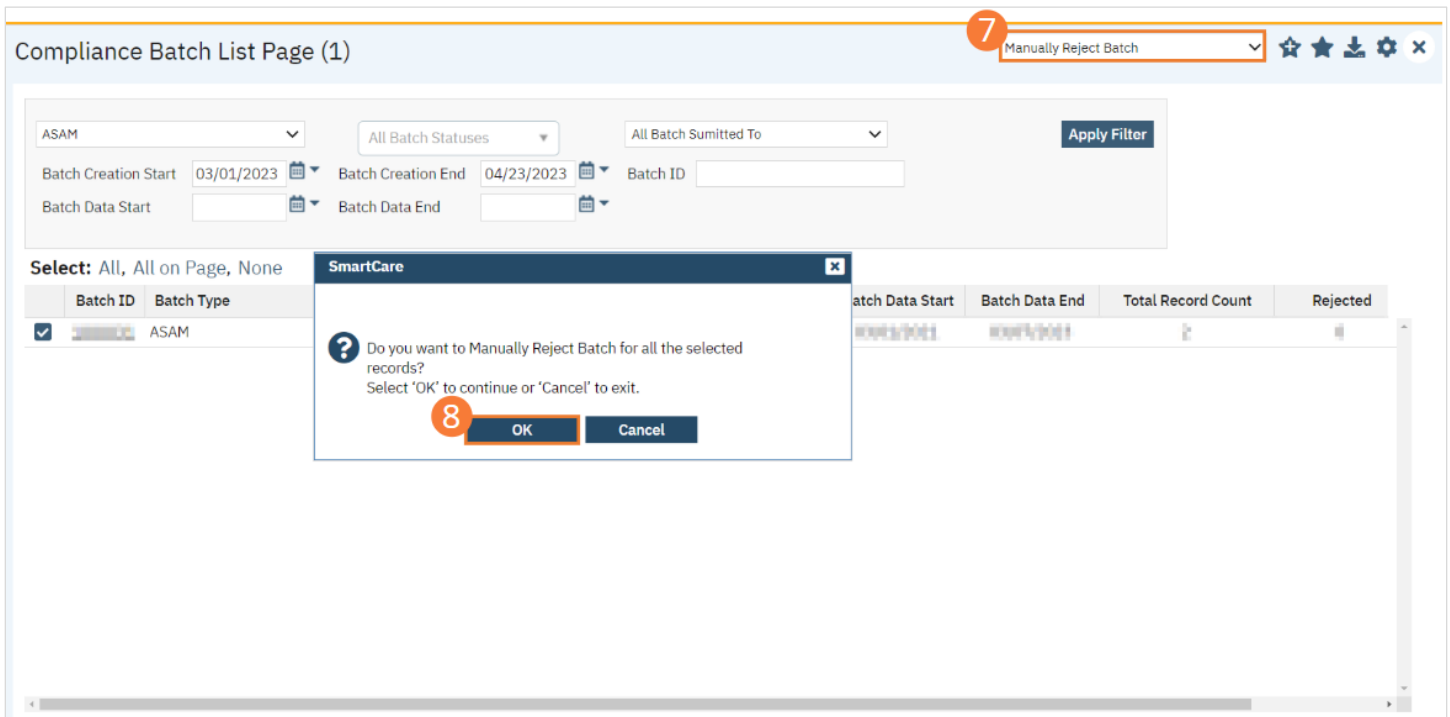 7
Compliance Batch List Page (1)
Manually Reject Batch
ASAM
All Batch Statuses
All Batch Sumitted To
Apply Filter
Batch Creation Start 03/01/2023 Batch Creation End 04/23/2023 Batch ID
Batch Data Start Batch Data End
Select: All, All on Page, None
SmartCare
Batch ID Batch Type atch Data Start Batch Data End Total Record Count Rejected
ASAM
Do you want to Manually Reject Batch for all the selected
records?
Select ‘OK’ to continue or ‘Cancel’ to exit.
8
OK Cancel